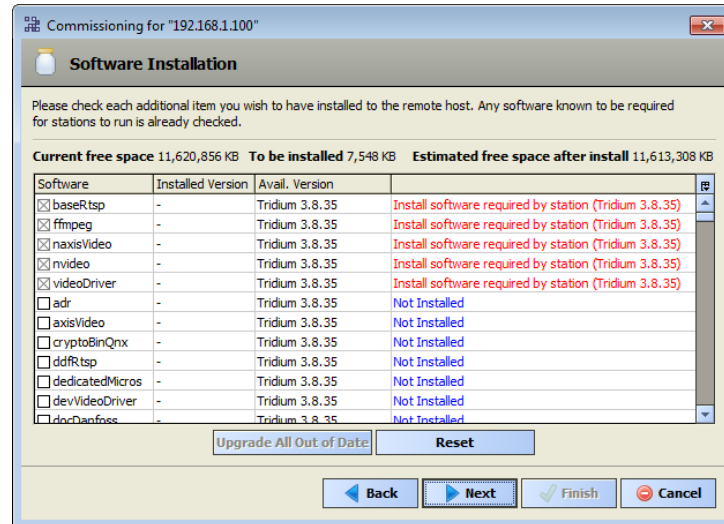 Commissioning for "192.168.1.100"
Software Installation
Please check each additional item you wish to have installed to the remote host. Any software known to be required
for stations to run is already checked.
Current free space 11,620,856 KB To be installed 7,548 KB Estimated free space after install 11,613,308 KB
Software Installed Version Avail. Version
baseRtsp - Tridium 3.8.35 Install software required by station (Tridium 3.8.35)
ffmpeg - Tridium 3.8.35 Install software required by station (Tridium 3.8.35)
naxisVideo - Tridium 3.8.35 Install software required by station (Tridium 3.8.35)
nvideo - Tridium 3.8.35 Install software required by station (Tridium 3.8.35)
videoDriver - Tridium 3.8.35 Install software required by station (Tridium 3.8.35)
adr - Tridium 3.8.35 Not Installed
axisVideo - Tridium 3.8.35 Not Installed
cryptoBinQnx - Tridium 3.8.35 Not Installed
ddfRtsp - Tridium 3.8.35 Not Installed
dedicatedMicros - Tridium 3.8.35 Not Installed
devVideoDriver - Tridium 3.8.35 Not Installed
docDanfoss - Tridium 3.8.35 Not Installed
Upgrade All Out of Date Reset
Back Next Finish Cancel